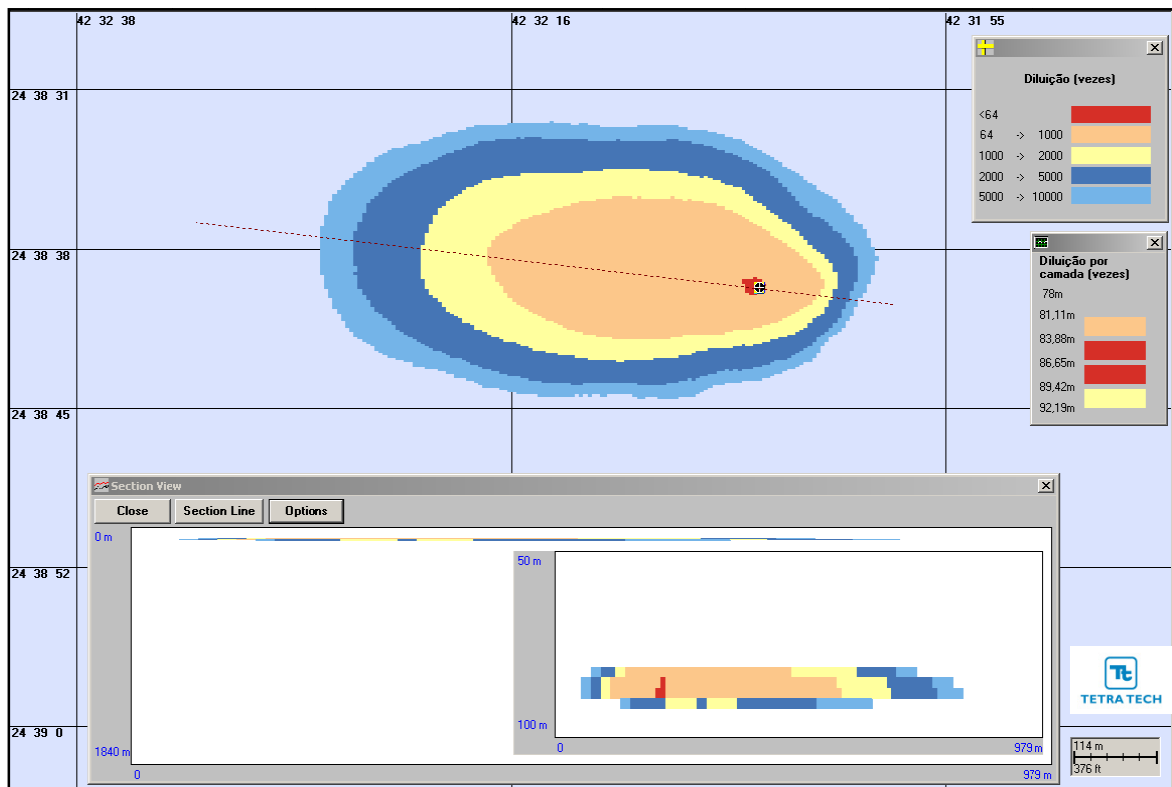 42 32 38
42 32 16
42 31 55
24 38 31
24 38 38
24 38 45
24 38 52
24 39 0
Diluição (vezes)
<64
64 -> 1000
1000 -> 2000
2000 -> 5000
5000 -> 10000
Diluição por
camada (vezes)
78m
81,11m
83,88m
86,65m
89,42m
92,19m
Section View
Close
Section Line
Options
0 m
1840 m
0
979 m
50 m
100 m
0
979 m
Tt
TETRA TECH
114 m
376 ft